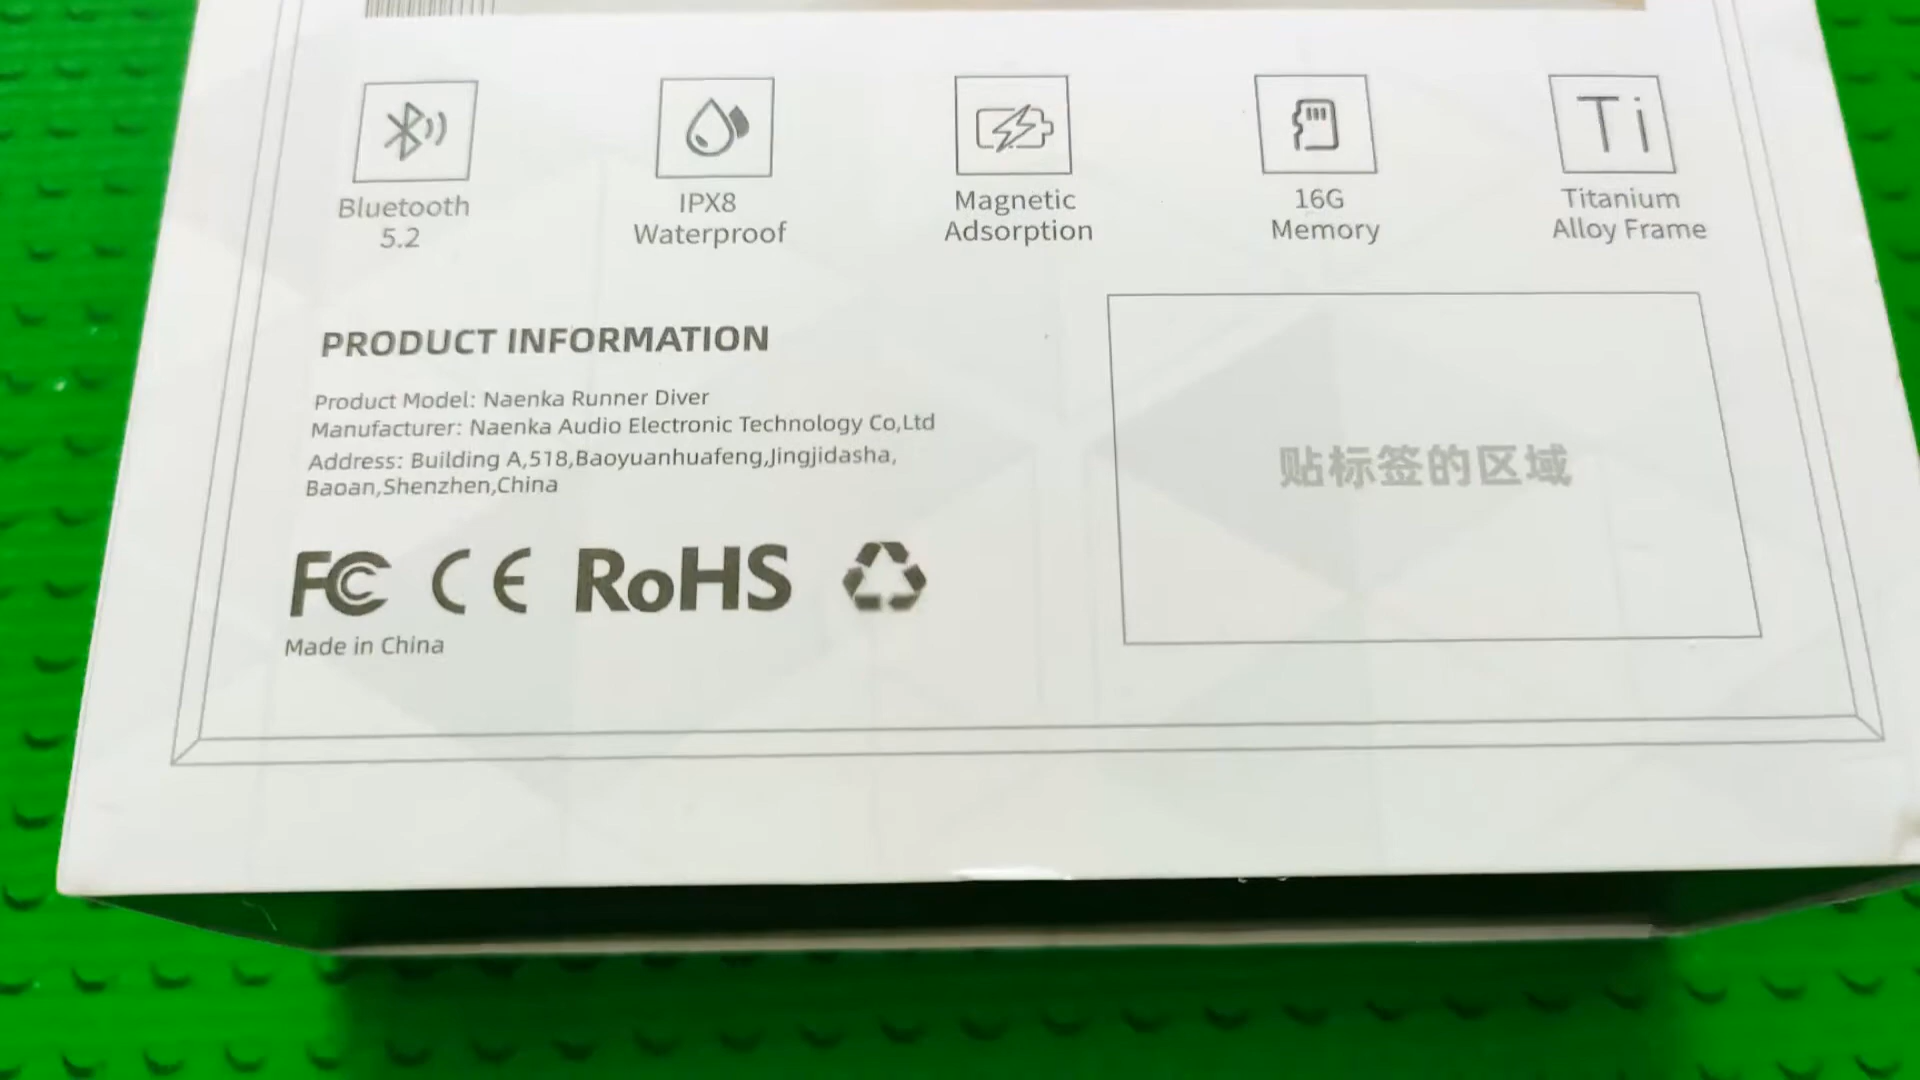 Bluetooth
5.2
IPX8
Waterproof
Magnetic
Adsorption
16G
Memory
Ti
Titanium
Alloy Frame
PRODUCT INFORMATION
Product Model: Naenka Runner Diver
Manufacturer: Naenka Audio Electronic Technology Co,Ltd
Address: Building A,518,Baoyuanhuafeng,Jingjidasha,
Baoan,Shenzhen,China
FC CE RoHS
Made in China
贴标签的区域